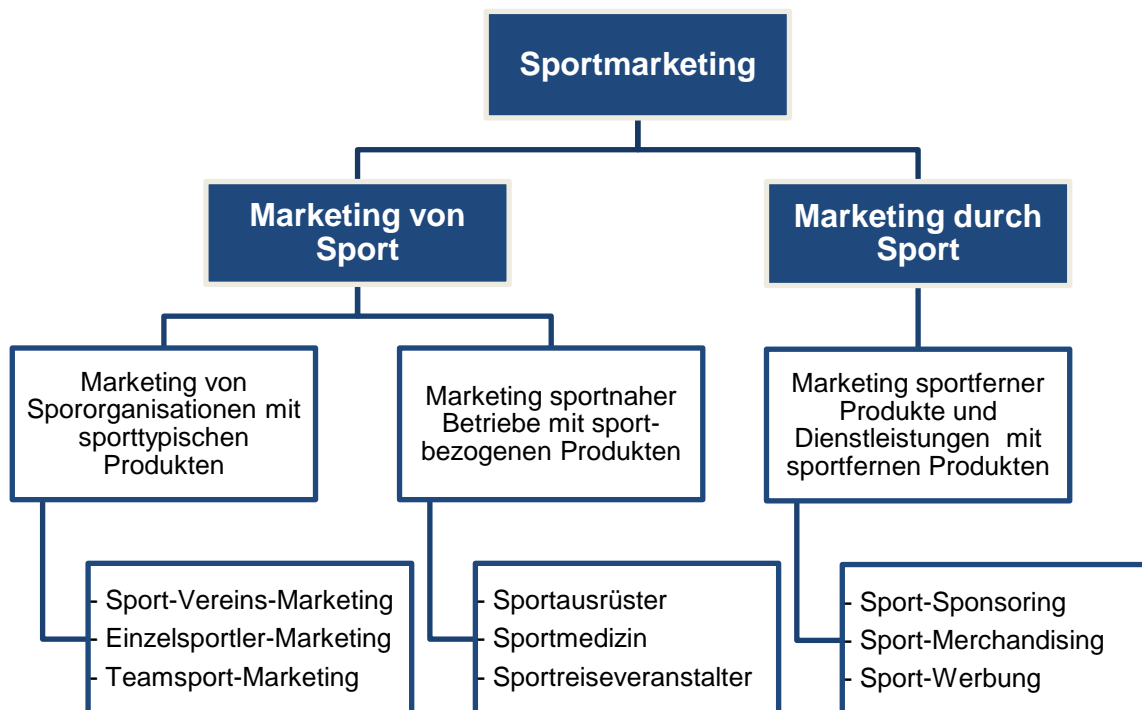 Sportmarketing
Marketing von
Sport
Marketing durch
Sport
Marketing von
Spororganisationen mit
sporttypischen
Produkten
Marketing sportnaher
Betriebe mit sport-
bezogenen Produkten
Marketing sportferner
Produkte und
Dienstleistungen mit
sportfernen Produkten
- Sport-Vereins-Marketing
- Einzelsportler-Marketing
- Teamsport-Marketing
- Sportausrüster
- Sportmedizin
- Sportreiseveranstalter
- Sport-Sponsoring
- Sport-Merchandising
- Sport-Werbung